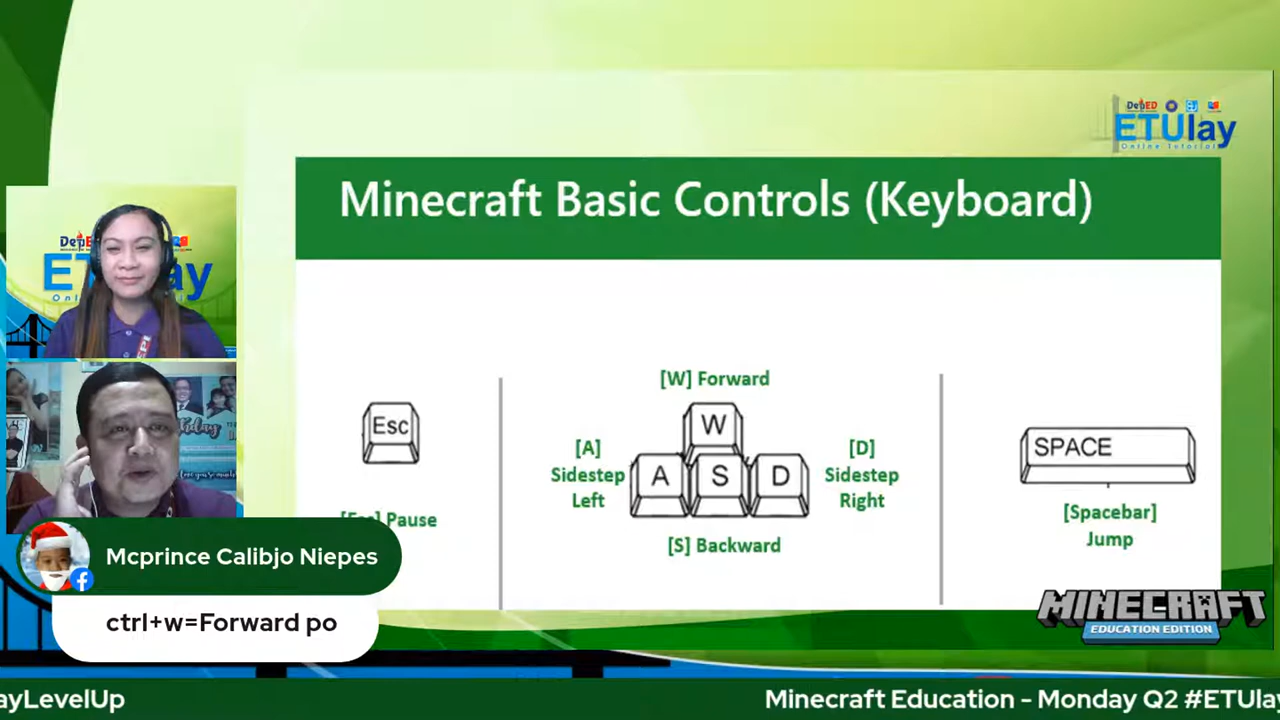 DepED
ETUlay
Online Tutorial
Minecraft Basic Controls (Keyboard)
[W] Forward
Esc
W
[A]
Sidestep
Left
A
S
D
[D]
Sidestep
Right
SPACE
Pause
[S] Backward
[Spacebar]
Jump
Mcprince Calibjo Niepes
ctrl+w=Forward po
MINECRAFT
EDUCATION EDITION
ayLevelUp
Minecraft Education - Monday Q2 #ETUlay